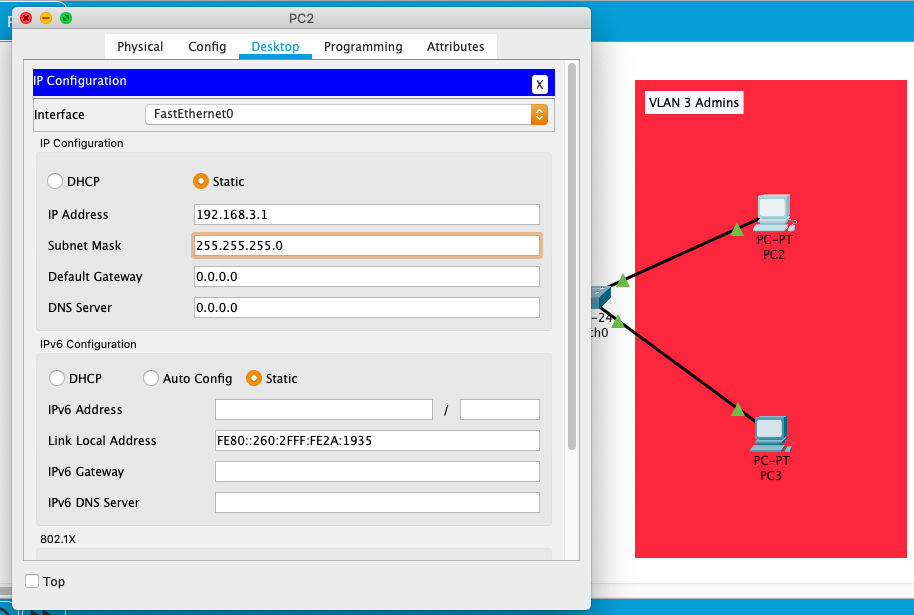 PC2
Physical Config Desktop Programming Attributes
IP Configuration X
Interface FastEthernet0
IP Configuration
DHCP Static
IP Address 192.168.3.1
Subnet Mask 255.255.255.0
Default Gateway 0.0.0.0
DNS Server 0.0.0.0
IPv6 Configuration
DHCP Auto Config Static
IPv6 Address /
Link Local Address FE80::260:2FFF:FE2A:1935
IPv6 Gateway
IPv6 DNS Server
802.1X
Top
VLAN 3 Admins
PC-PT
PC2
-24
ch0
PC-PT
PC3